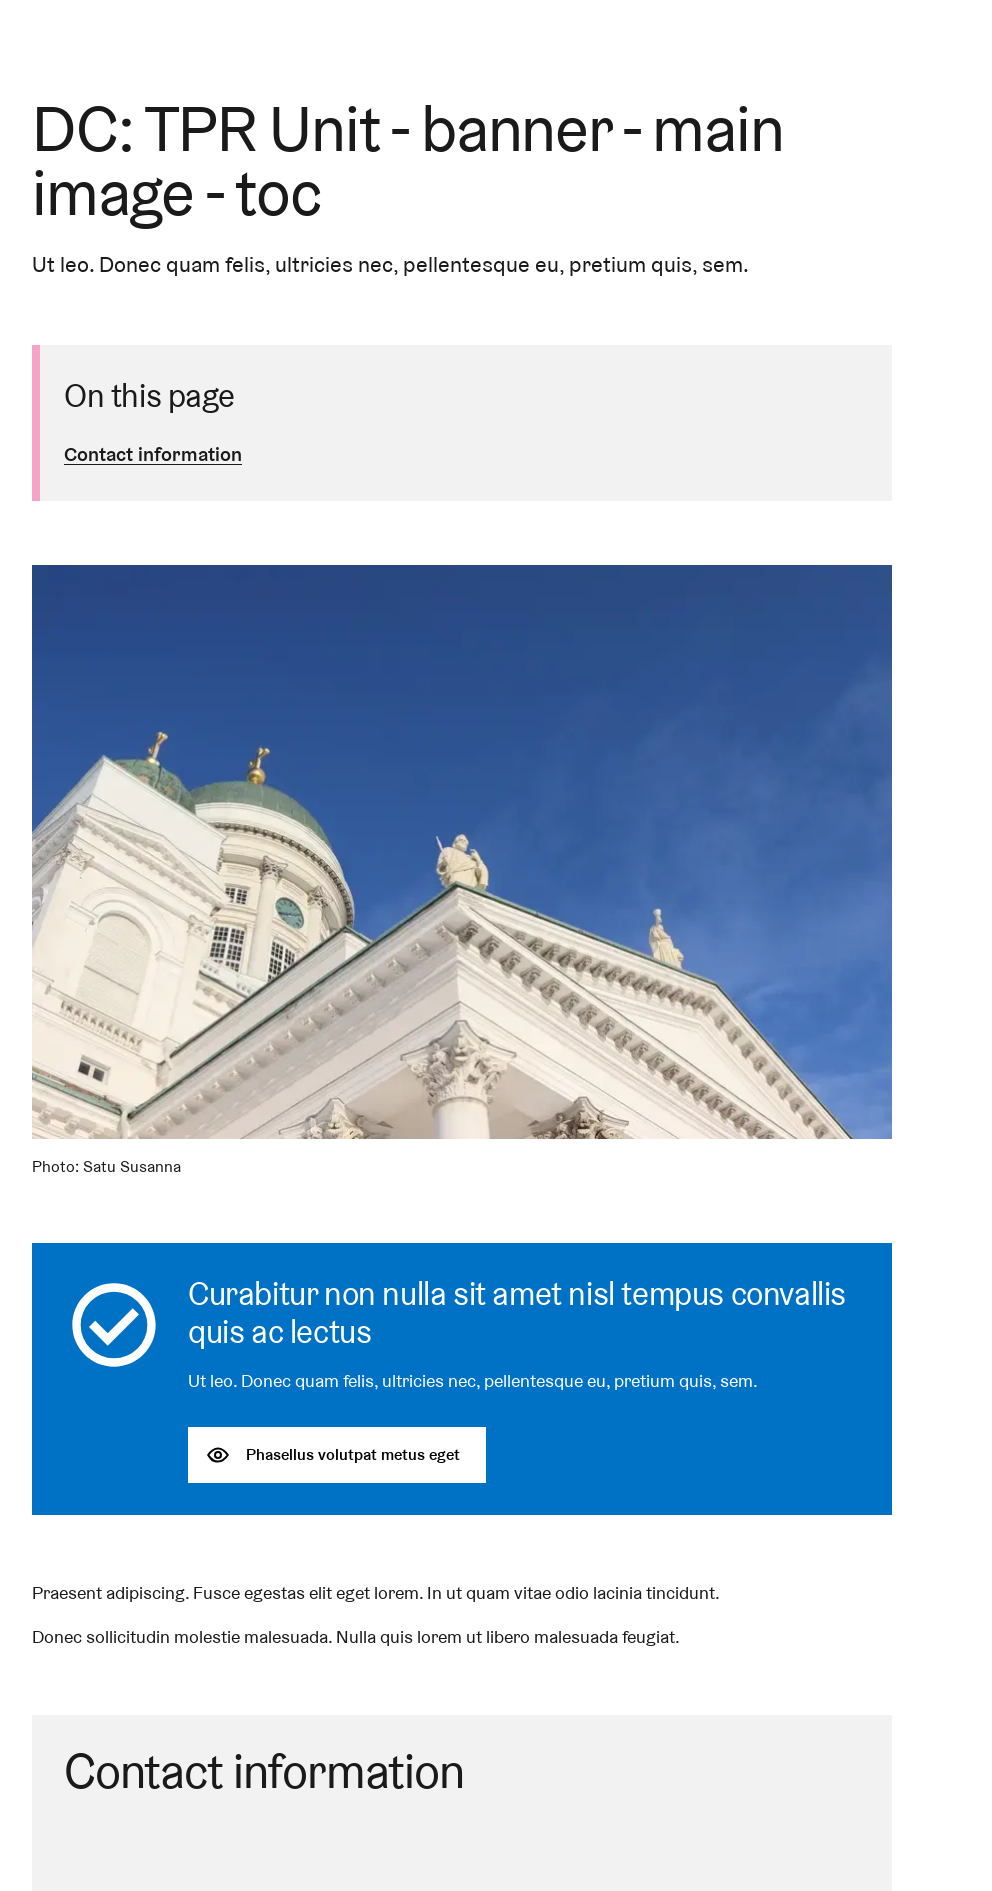 DC: TPR Unit - banner - main
image - toc
Ut leo. Donec quam felis, ultricies nec, pellentesque eu, pretium quis, sem.
On this page
Contact information
Photo: Satu Susanna
Curabitur non nulla sit amet nisl tempus convallis
quis ac lectus
Ut leo. Donec quam felis, ultricies nec, pellentesque eu, pretium quis, sem.
Phasellus volutpat metus eget
Praesent adipiscing. Fusce egestas elit eget lorem. In ut quam vitae odio lacinia tincidunt.
Donec sollicitudin molestie malesuada. Nulla quis lorem ut libero malesuada feugiat.
Contact information